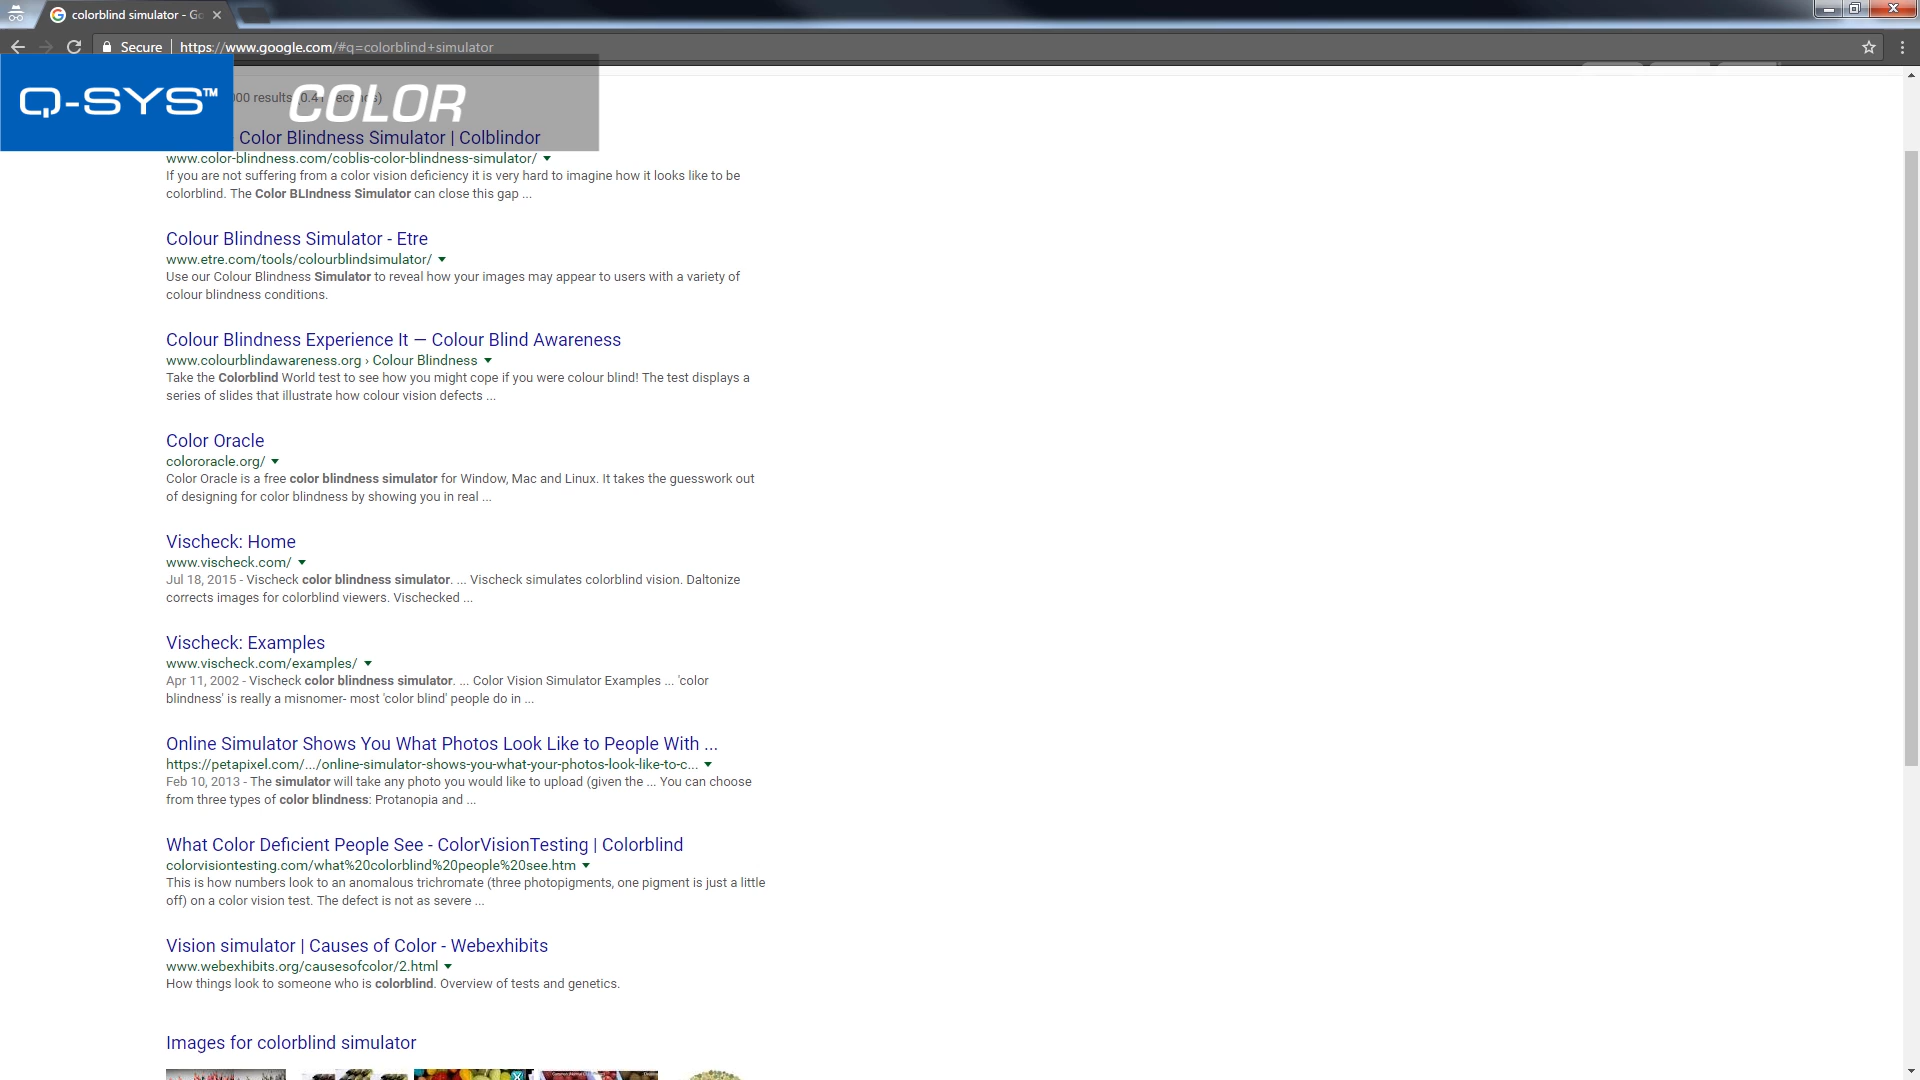 colorblind simulator - Go
Secure https://www.google.com/#q=colorblind+simulator
Q-SYS™ COLOR
000 results (0.41 seconds)
Color Blindness Simulator | Colblindor
www.color-blindness.com/coblis-color-blindness-simulator/
If you are not suffering from a color vision deficiency it is very hard to imagine how it looks like to be
colorblind. The Color BLIndness Simulator can close this gap ...
Colour Blindness Simulator - Etre
www.etre.com/tools/colourblindsimulator/
Use our Colour Blindness Simulator to reveal how your images may appear to users with a variety of
colour blindness conditions.
Colour Blindness Experience It — Colour Blind Awareness
www.colourblindawareness.org › Colour Blindness
Take the Colorblind World test to see how you might cope if you were colour blind! The test displays a
series of slides that illustrate how colour vision defects ...
Color Oracle
colororacle.org/
Color Oracle is a free color blindness simulator for Window, Mac and Linux. It takes the guesswork out
of designing for color blindness by showing you in real ...
Vischeck: Home
www.vischeck.com/
Jul 18, 2015 - Vischeck color blindness simulator. ... Vischeck simulates colorblind vision. Daltonize
corrects images for colorblind viewers. Vischecked ...
Vischeck: Examples
www.vischeck.com/examples/
Apr 11, 2002 - Vischeck color blindness simulator. ... Color Vision Simulator Examples ... 'color
blindness' is really a misnomer- most 'color blind' people do in ...
Online Simulator Shows You What Photos Look Like to People With ...
https://petapixel.com/.../online-simulator-shows-you-what-your-photos-look-like-to-c...
Feb 10, 2013 - The simulator will take any photo you would like to upload (given the ... You can choose
from three types of color blindness: Protanopia and ...
What Color Deficient People See - ColorVisionTesting | Colorblind
colorvisiontesting.com/what%20colorblind%20people%20see.htm
This is how numbers look to an anomalous trichromate (three photopigments, one pigment is just a little
off) on a color vision test. The defect is not as severe ...
Vision simulator | Causes of Color - Webexhibits
www.webexhibits.org/causesofcolor/2.html
How things look to someone who is colorblind. Overview of tests and genetics.
Images for colorblind simulator